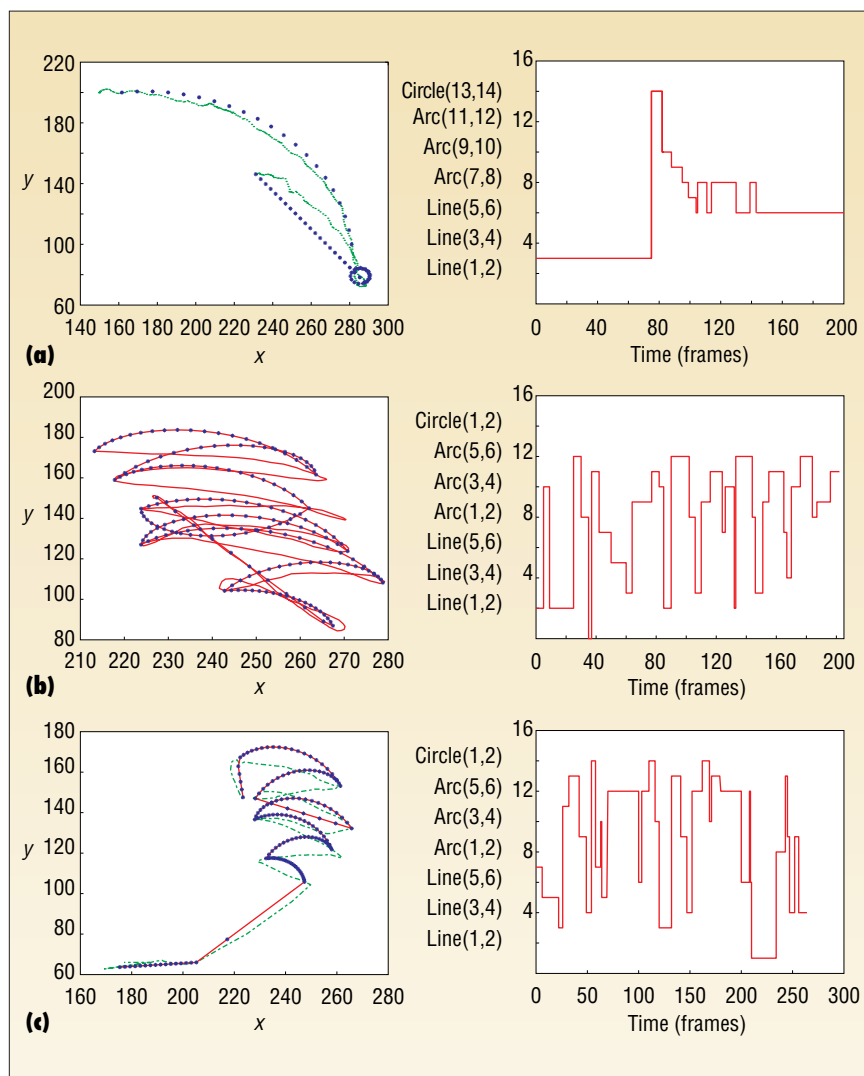 220
200
180
y
140
100
80
60
140 160 180 200 220 240 260 280 300
x
(a)
Circle(13,14)
Arc(11,12)
Arc(9,10)
Arc(7,8)
Line(5,6)
Line(3,4)
Line(1,2)
16
12
8
4
0 40 80 120 160 200
Time (frames)
200
180
160
y
140
120
100
80
210 220 230 240 250 260 270 280
x
(b)
Circle(1,2)
Arc(5,6)
Arc(3,4)
Arc(1,2)
Line(5,6)
Line(3,4)
Line(1,2)
16
12
8
4
0 40 80 120 160 200
Time (frames)
180
160
140
y
120
100
80
60
160 180 200 220 240 260 280
x
(c)
Circle(1,2)
Arc(5,6)
Arc(3,4)
Arc(1,2)
Line(5,6)
Line(3,4)
Line(1,2)
16
12
8
4
0 50 100 150 200 250 300
Time (frames)